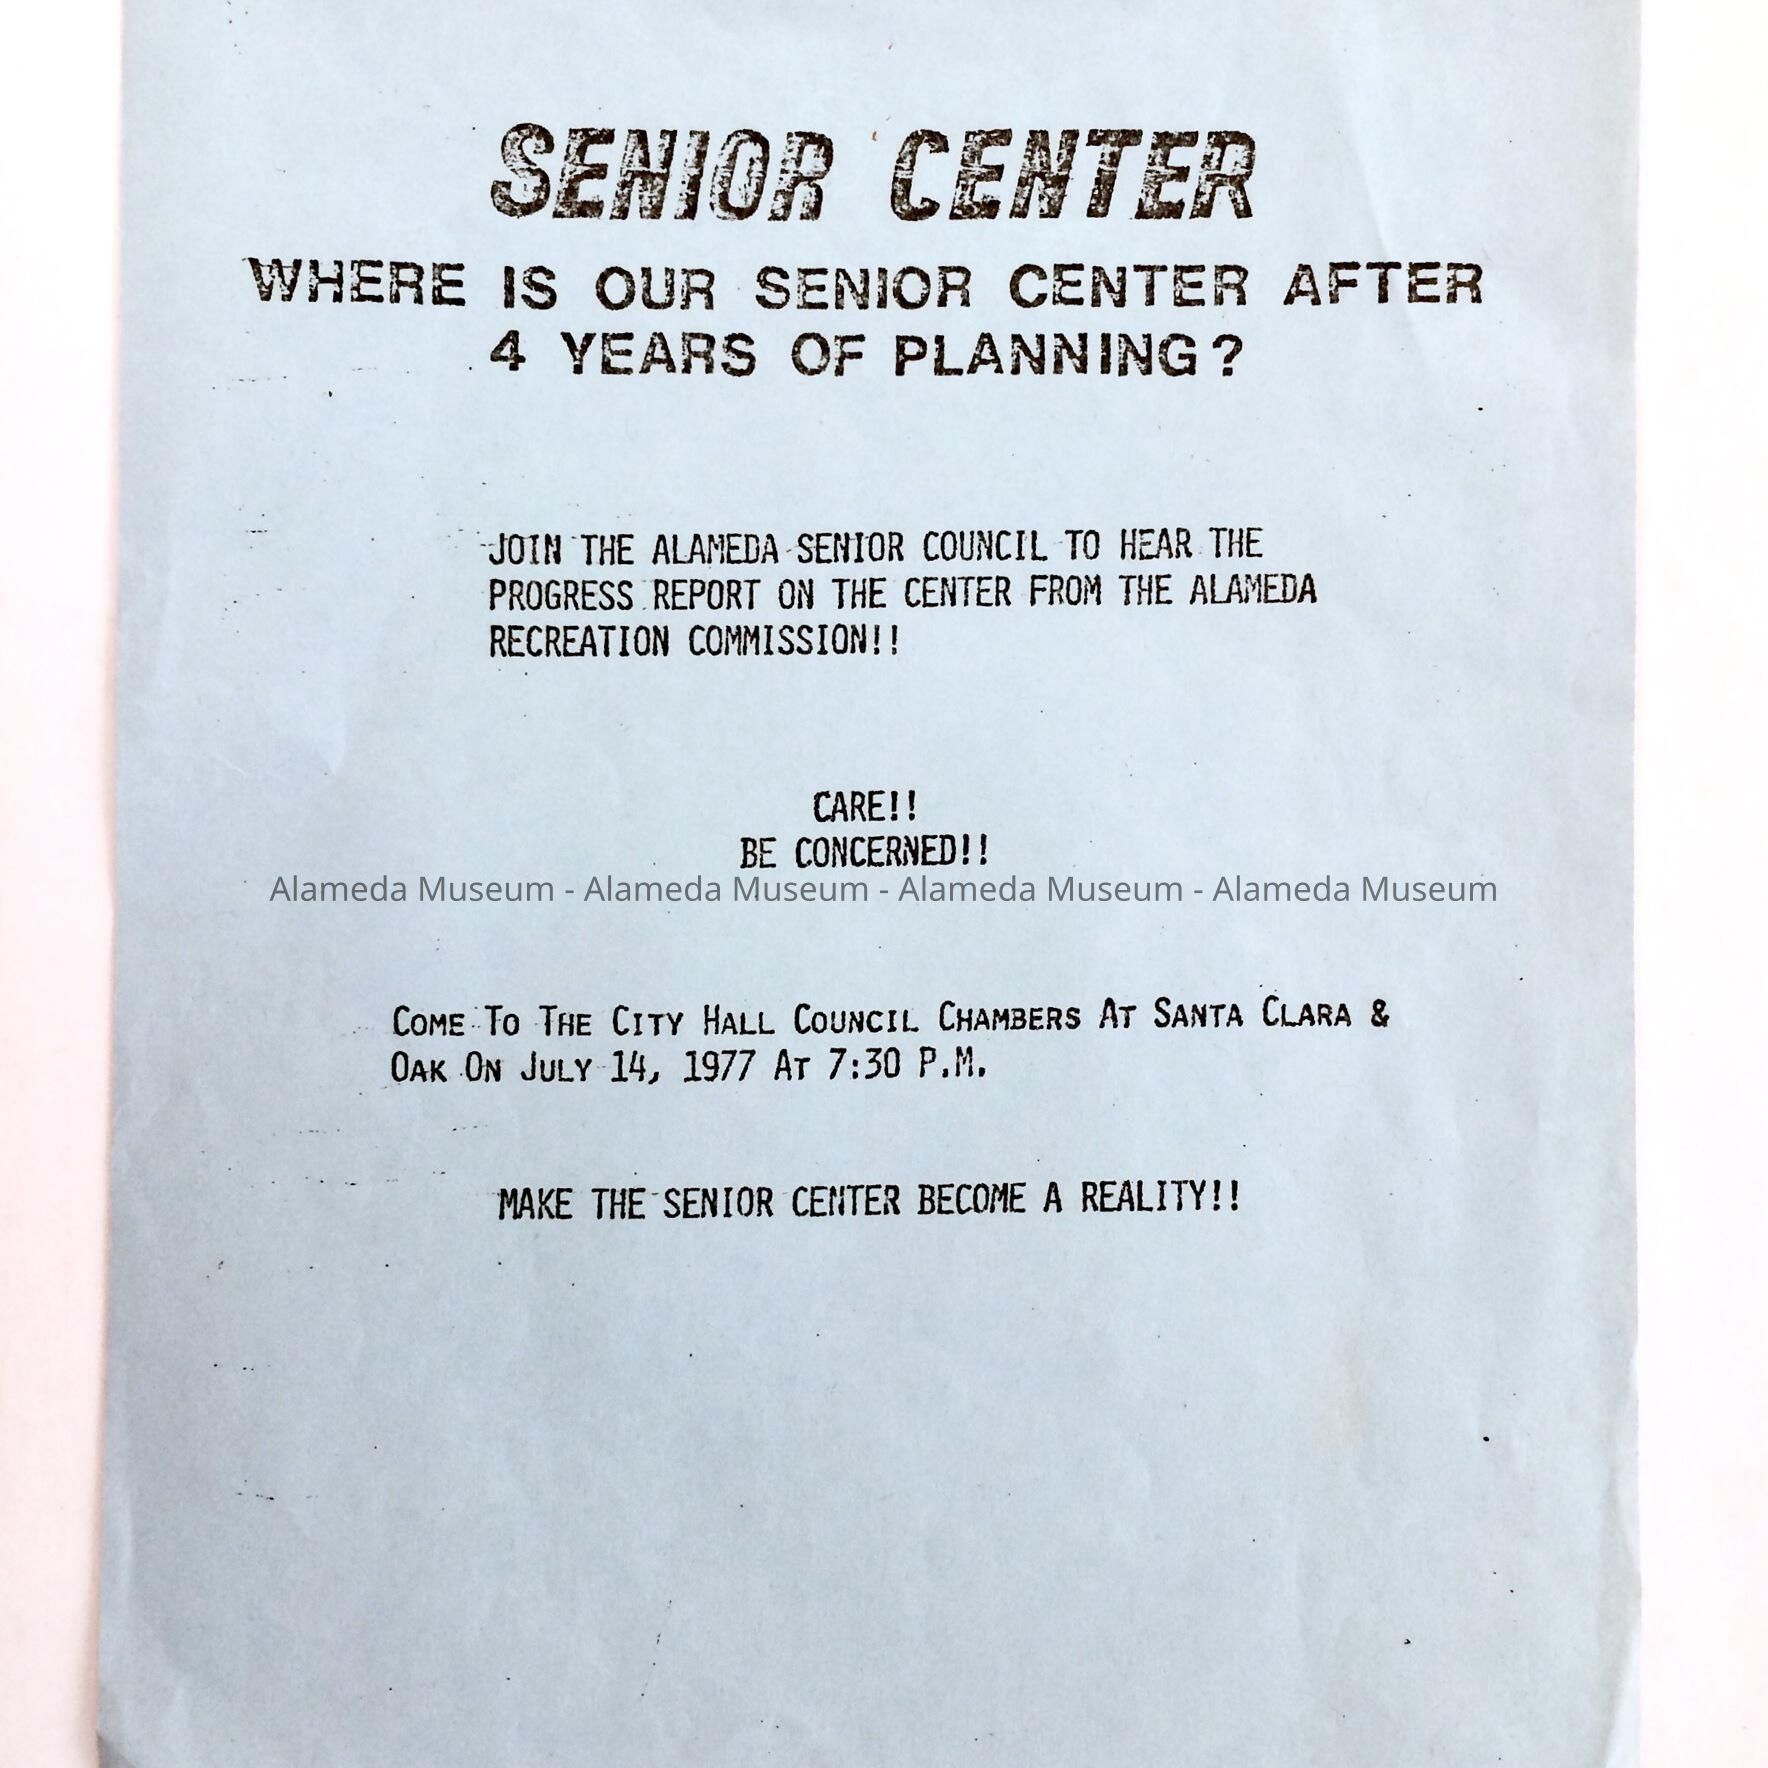 SENIOR CENTER
WHERE IS OUR SENIOR CENTER AFTER
4 YEARS OF PLANNING?
JOIN THE ALAMEDA SENIOR COUNCIL TO HEAR THE
PROGRESS REPORT ON THE CENTER FROM THE ALAMEDA
RECREATION COMMISSION!!
CARE!!
BE CONCERNED!!
Alameda Museum - Alameda Museum - Alameda Museum - Alameda Museum
COME TO THE CITY HALL COUNCIL CHAMBERS AT SANTA CLARA &
OAK ON JULY 14, 1977 AT 7:30 P.M.
MAKE THE SENIOR CENTER BECOME A REALITY!!